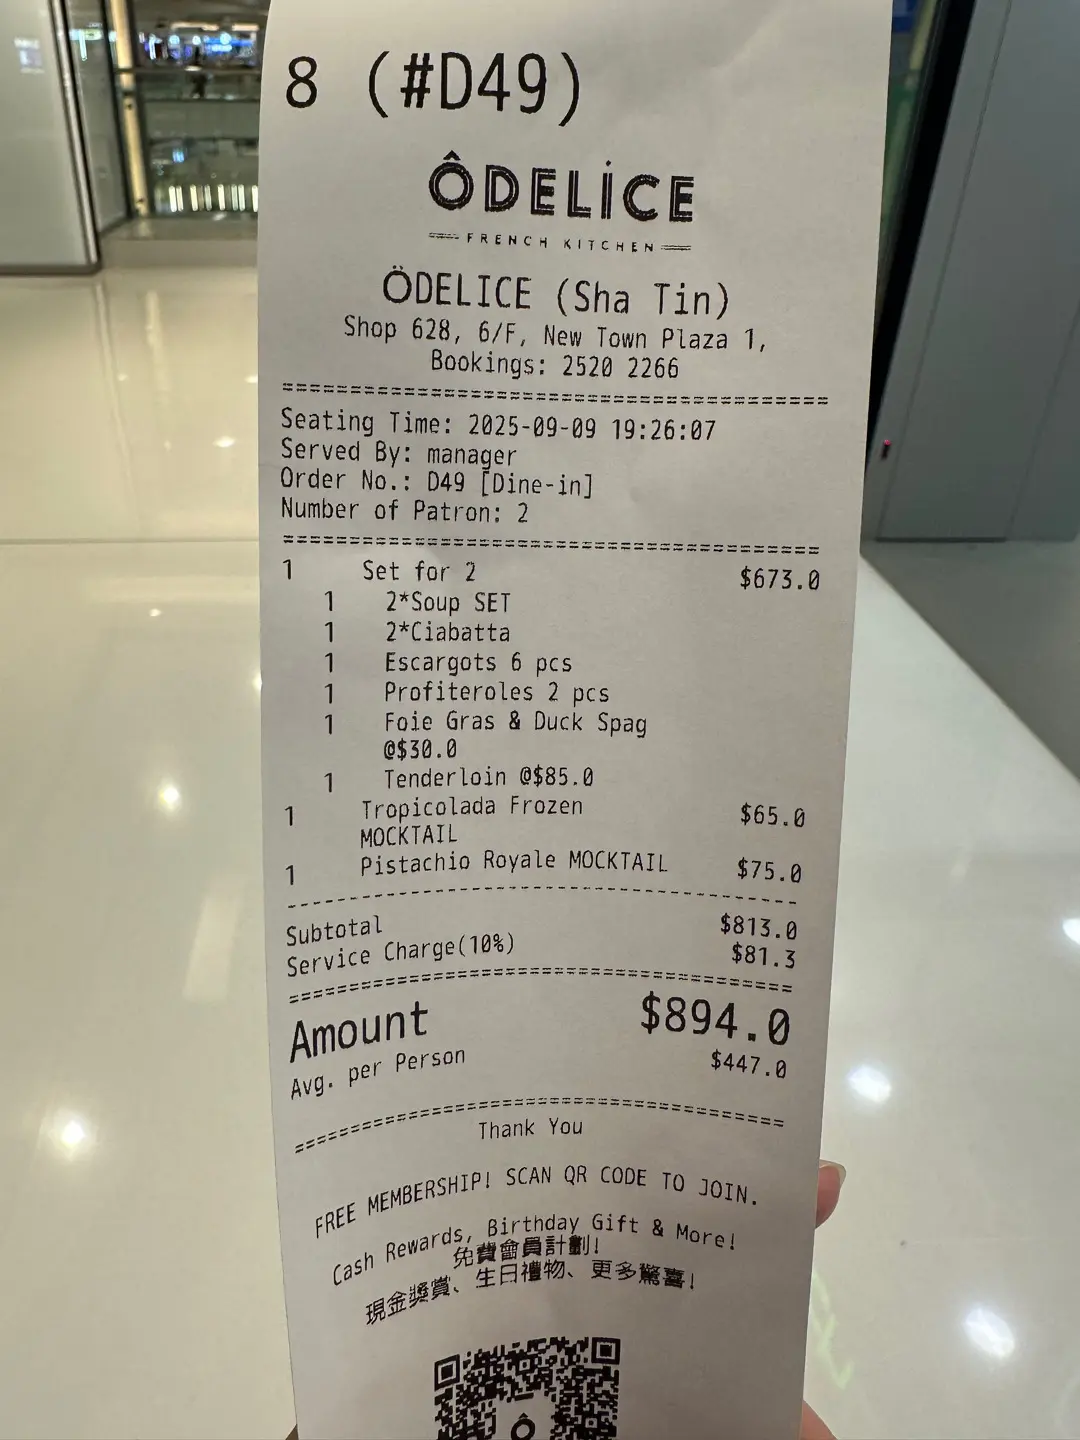 8 (#D49)
ÔDELİCE
FRENCH KITCHEN
ÖDELICE (Sha Tin)
Shop 628, 6/F, New Town Plaza 1,
Bookings: 2520 2266
========================================
Seating Time: 2025-09-09 19:26:07
Served By: manager
Order No.: D49 [Dine-in]
Number of Patron: 2
========================================
1 Set for 2 $673.0
1 2*Soup SET
1 2*Ciabatta
1 Escargots 6 pcs
1 Profiteroles 2 pcs
1 Foie Gras & Duck Spag
@$30.0
1 Tenderloin @$85.0
1 Tropicolada Frozen $65.0
MOCKTAIL
1 Pistachio Royale MOCKTAIL $75.0
----------------------------------------
Subtotal $813.0
Service Charge(10%) $81.3
========================================
Amount $894.0
Avg. per Person $447.0
========================================
Thank You
FREE MEMBERSHIP! SCAN QR CODE TO JOIN.
Cash Rewards, Birthday Gift & More!
免費會員計劃!
現金獎賞、生日禮物、更多驚喜!
Ô